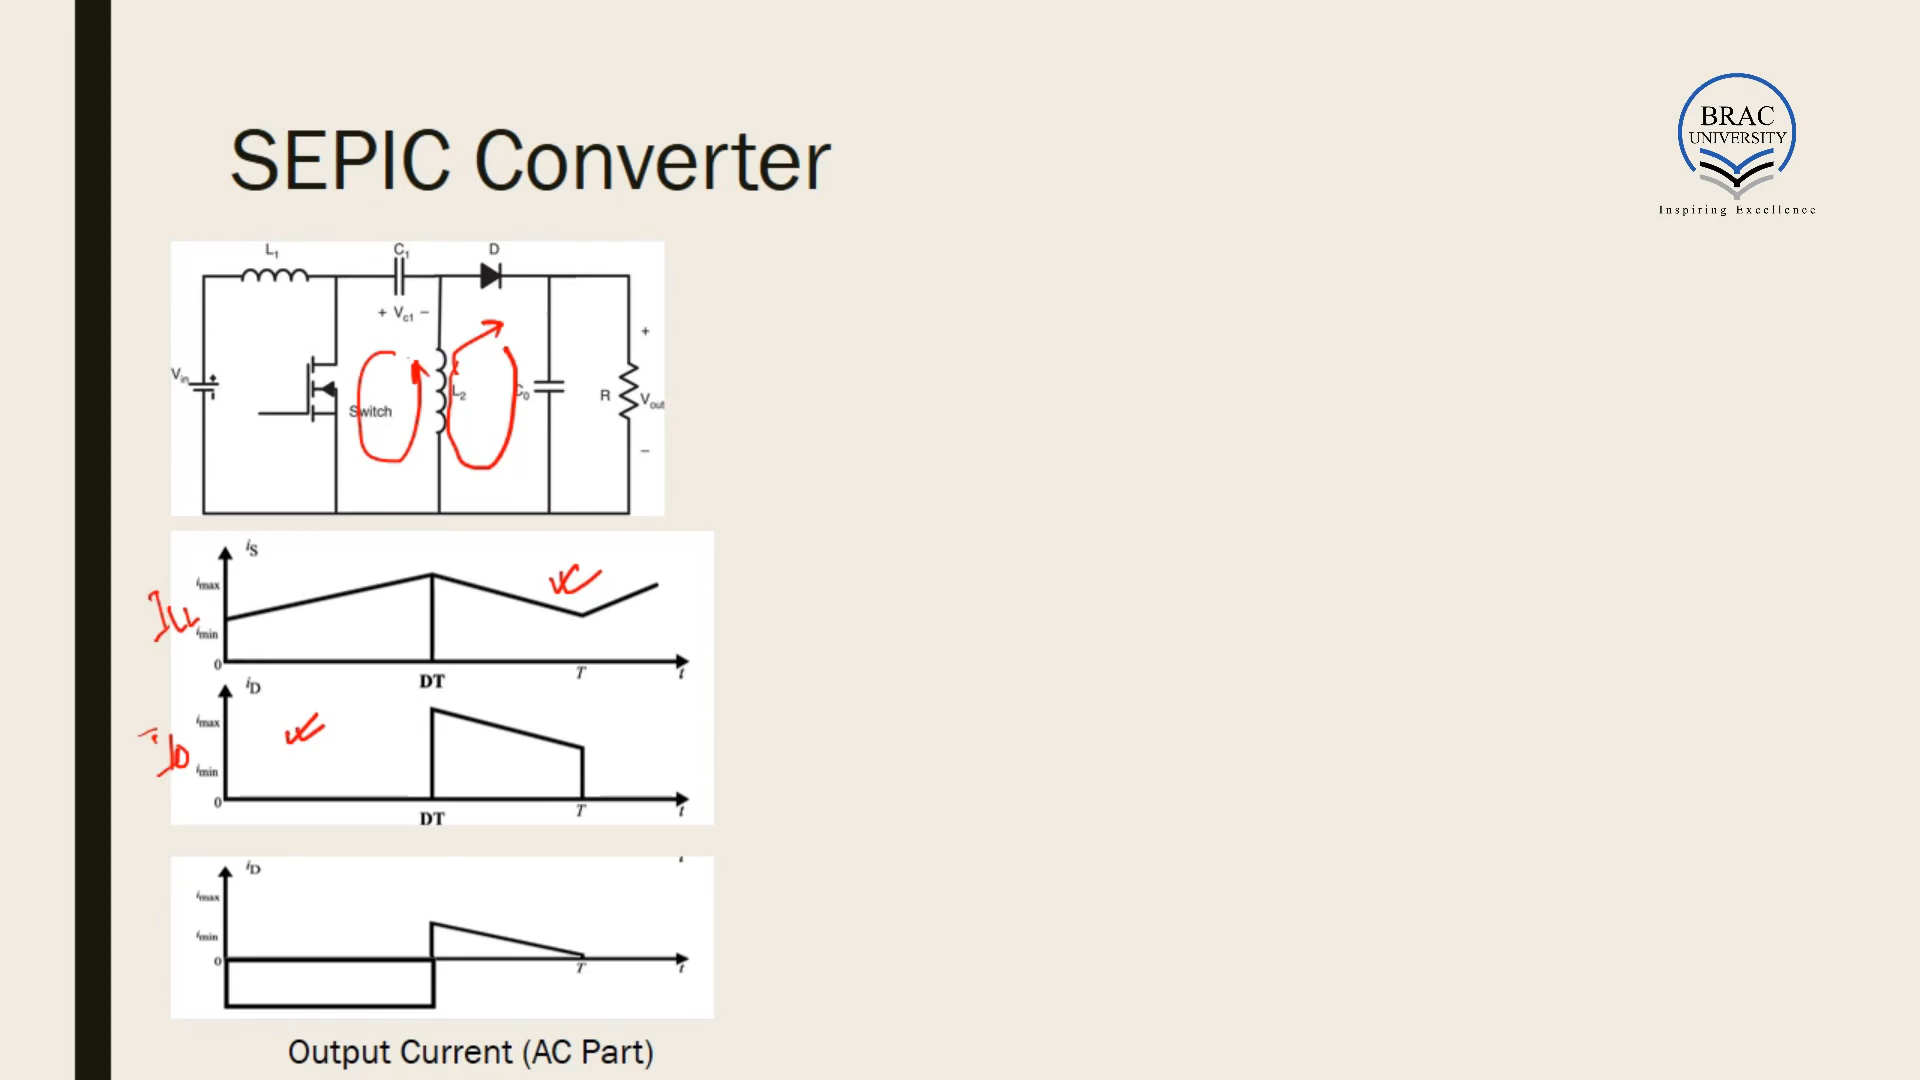 BRAC
UNIVERSITY
Inspiring Excellence
SEPIC Converter
L1
C1
D
+ Vc1 −
+
Vin
L2
C0
R
Vout
Switch
−
iS
imax
imin
0
DT
T
t
iD
imax
imin
0
DT
T
t
iD
imax
imin
0
T
t
Output Current (AC Part)